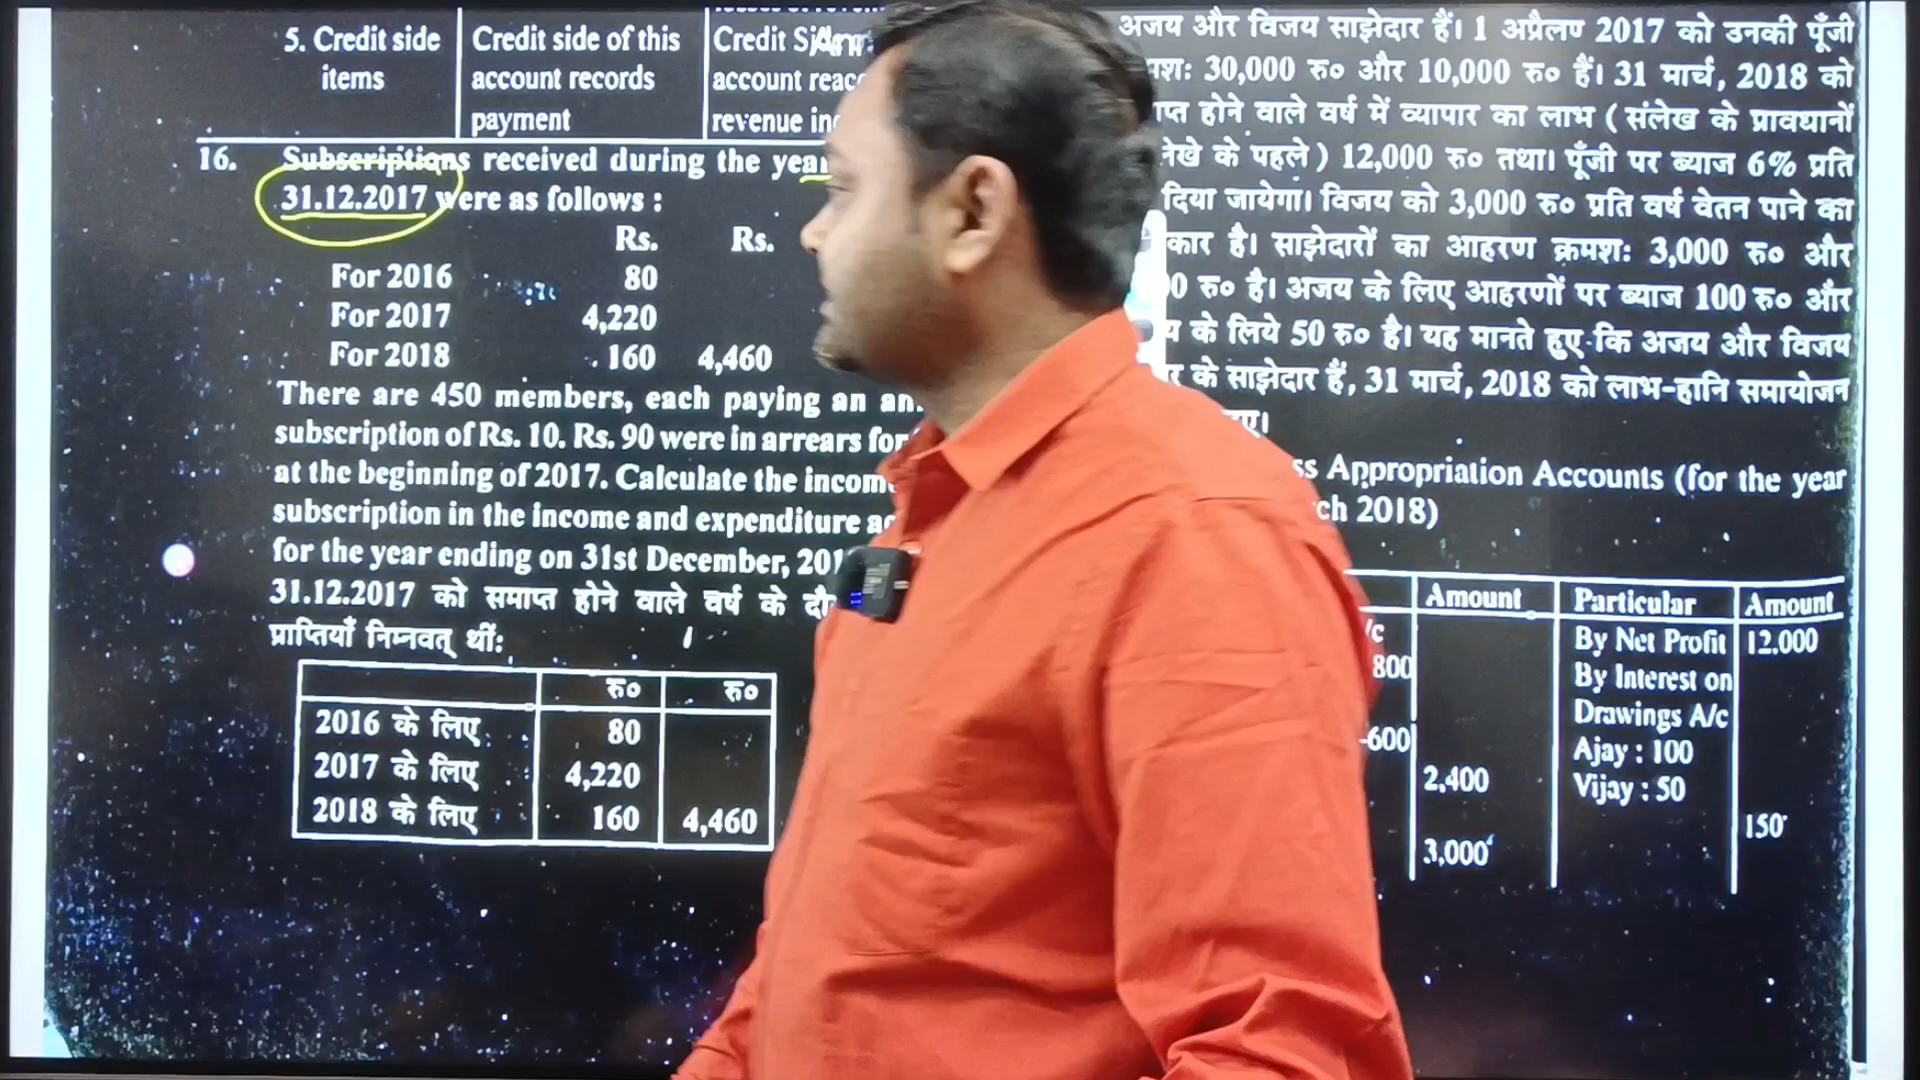 5. Credit side
items
Credit side of this
account records
payment
Credit Side
account
revenue
16. Subscriptions received during the year
31.12.2017 were as follows :
Rs. Rs.
For 2016 80
For 2017 4,220
For 2018 160 4,460
There are 450 members, each paying an
subscription of Rs. 10. Rs. 90 were in arrears for
at the beginning of 2017. Calculate the
subscription in the income and expenditure
for the year ending on 31st December,
31.12.2017 को समाप्त होने वाले वर्ष के
प्राप्तियाँ निम्नवत् थीं:
रु० रु०
2016 के लिए 80
2017 के लिए 4,220
2018 के लिए 160 4,460
अजय और विजय साझेदार हैं। 1 अप्रैलण 2017 को उनकी पूँजी
30,000 रु० और 10,000 रु० हैं। 31 मार्च, 2018 को
होने वाले वर्ष में व्यापार का लाभ ( संलेख के प्रावधानों
के पहले ) 12,000 रु० तथा। पूँजी पर ब्याज 6% प्रति
दिया जायेगा। विजय को 3,000 रु० प्रति वर्ष वेतन पाने का
है। साझेदारों का आहरण क्रमश: 3,000 रु० और
रु० है। अजय के लिए आहरणों पर ब्याज 100 रु० और
के लिये 50 रु० है। यह मानते हुए कि अजय और विजय
के साझेदार हैं, 31 मार्च, 2018 को लाभ-हानि समायोजन
Appropriation Accounts (for the year
2018)
Amount Particular Amount
By Net Profit 12.000
800 By Interest on
Drawings A/c
600 Ajay : 100
2,400 Vijay : 50
150
3,000